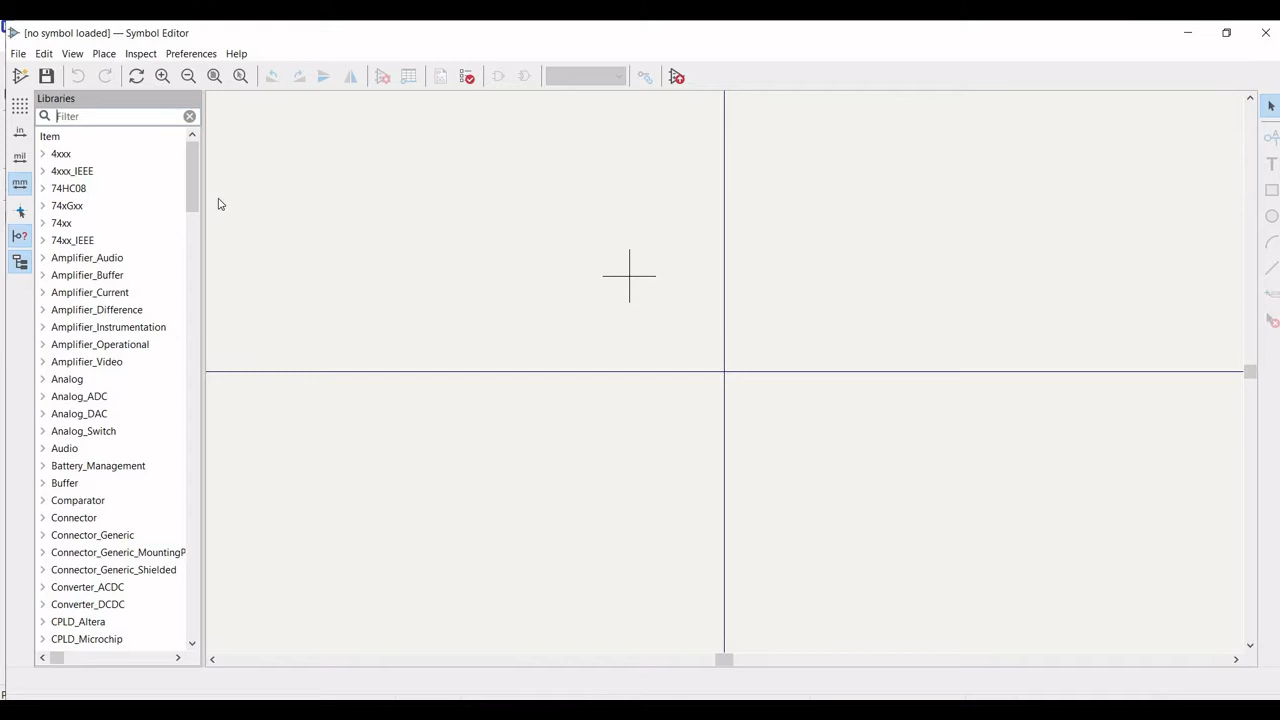 [no symbol loaded] — Symbol Editor
File Edit View Place Inspect Preferences Help
Libraries
Filter
in
mil
mm
Item
4xxx
4xxx_IEEE
74HC08
74xGxx
74xx
74xx_IEEE
Amplifier_Audio
Amplifier_Buffer
Amplifier_Current
Amplifier_Difference
Amplifier_Instrumentation
Amplifier_Operational
Amplifier_Video
Analog
Analog_ADC
Analog_DAC
Analog_Switch
Audio
Battery_Management
Buffer
Comparator
Connector
Connector_Generic
Connector_Generic_MountingP
Connector_Generic_Shielded
Converter_ACDC
Converter_DCDC
CPLD_Altera
CPLD_Microchip